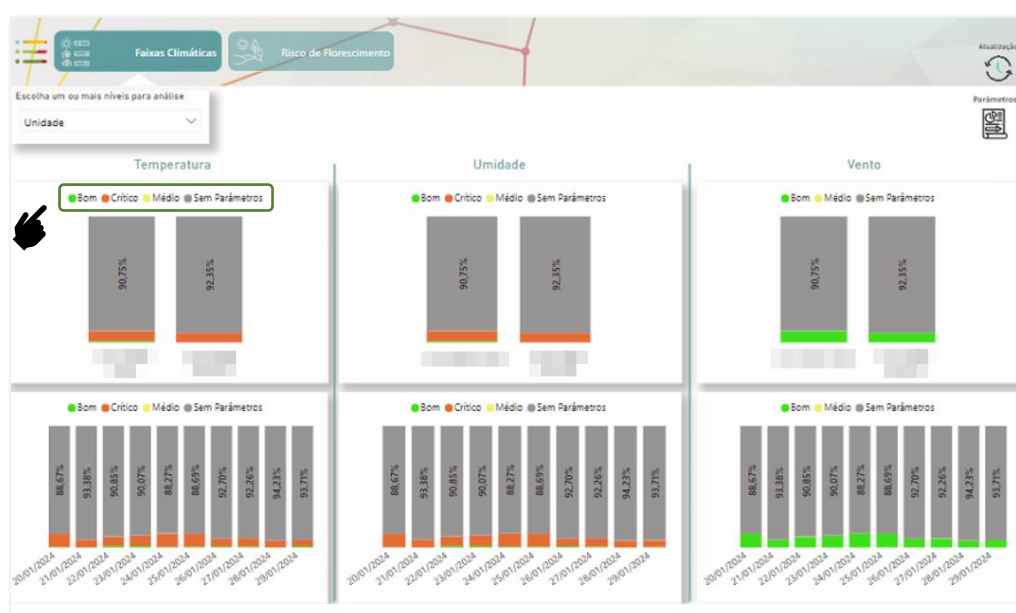 Faixas Climáticas
Risco de Florescimento
Atualização
Escolha um ou mais níveis para análise
Parâmetros
Unidade
Temperatura
Umidade
Vento
Bom Crítico Médio Sem Parâmetros
Bom Crítico Médio Sem Parâmetros
Bom Médio Sem Parâmetros
90,75% 92,35%
90,75% 92,35%
90,75% 92,35%
Bom Crítico Médio Sem Parâmetros
Bom Crítico Médio Sem Parâmetros
Bom Médio Sem Parâmetros
88,67% 93,38% 90,85% 90,07% 88,27% 88,69% 92,70% 92,26% 94,23% 93,71%
88,67% 93,38% 90,85% 90,07% 88,27% 88,69% 92,70% 92,26% 94,23% 93,71%
88,67% 93,38% 90,85% 90,07% 88,27% 88,69% 92,70% 92,26% 94,23% 93,71%
20/01/2024 21/01/2024 22/01/2024 23/01/2024 24/01/2024 25/01/2024 26/01/2024 27/01/2024 28/01/2024 29/01/2024
20/01/2024 21/01/2024 22/01/2024 23/01/2024 24/01/2024 25/01/2024 26/01/2024 27/01/2024 28/01/2024 29/01/2024
20/01/2024 21/01/2024 22/01/2024 23/01/2024 24/01/2024 25/01/2024 26/01/2024 27/01/2024 28/01/2024 29/01/2024